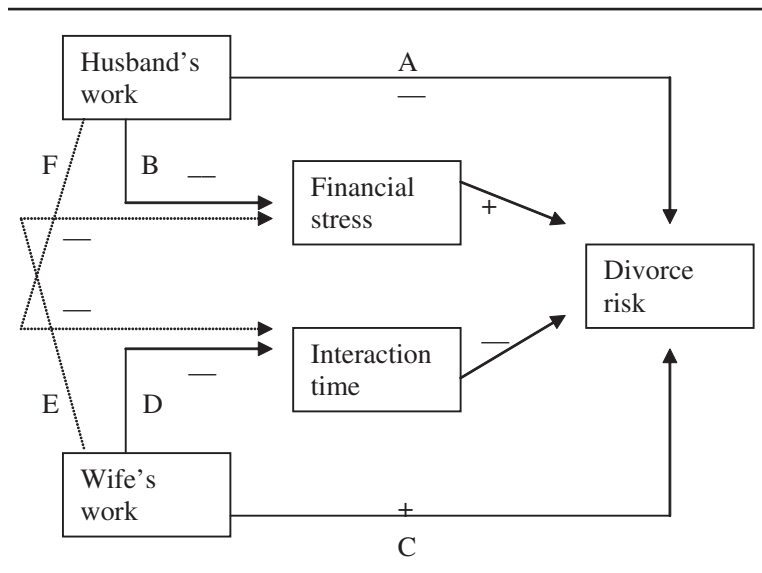 Husband's
work
A
—
F
B
—
Financial
stress
+
—
Divorce
risk
—
Interaction
time
—
—
E
D
Wife's
work
+
C